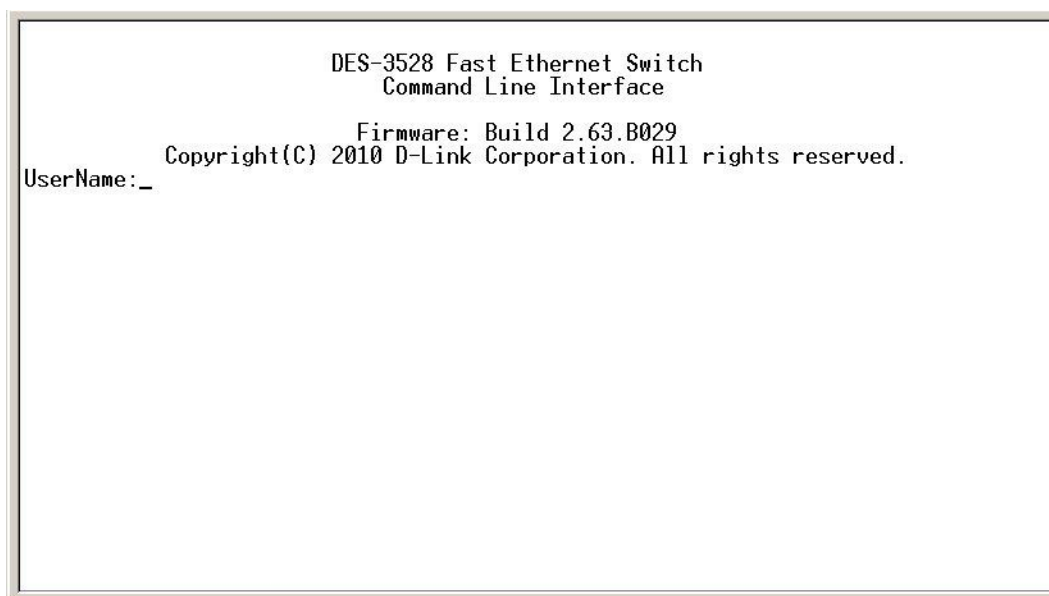 DES-3528 Fast Ethernet Switch
Command Line Interface
Firmware: Build 2.63.B029
Copyright(C) 2010 D-Link Corporation. All rights reserved.
UserName:_